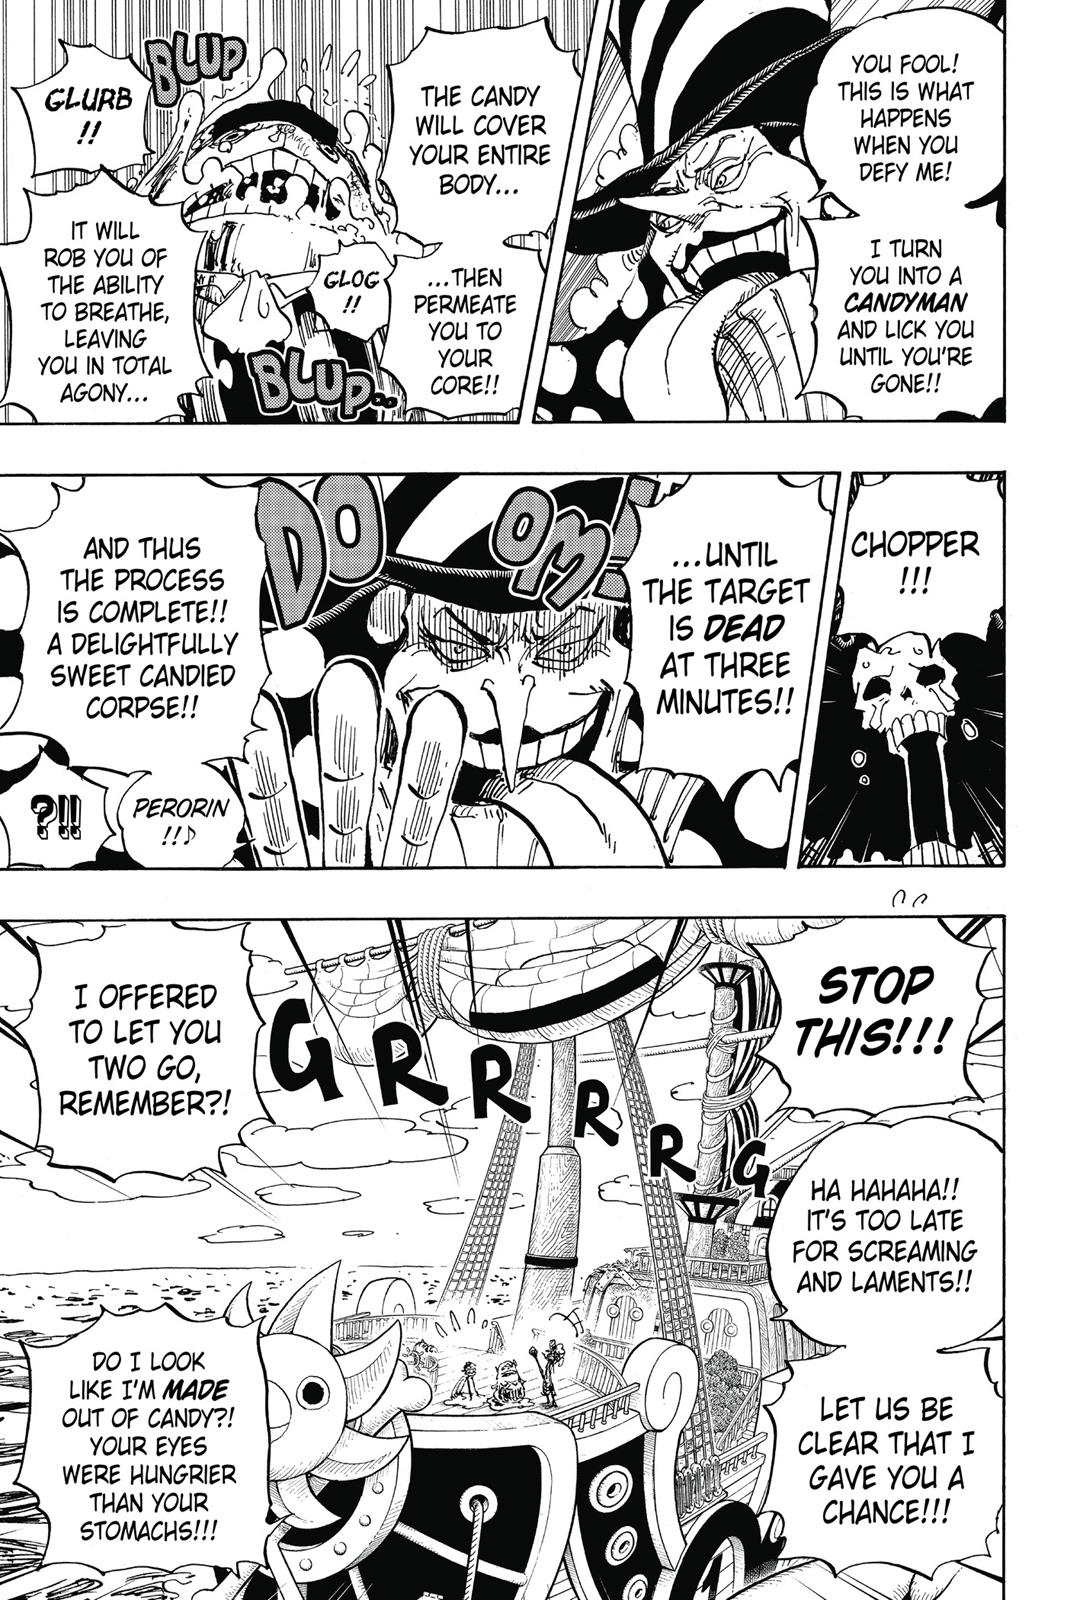 YOU FOOL!
THIS IS WHAT
HAPPENS
WHEN YOU
DEFY ME!
I TURN
YOU INTO A
CANDYMAN
AND LICK YOU
UNTIL YOU'RE
GONE!!
THE CANDY
WILL COVER
YOUR ENTIRE
BODY...
...THEN
PERMEATE
YOU TO
YOUR
CORE!!
BLUP
GLURB
!!
GLOG
!!
BLUP..
IT WILL
ROB YOU OF
THE ABILITY
TO BREATHE,
LEAVING
YOU IN TOTAL
AGONY...
CHOPPER
!!!
...UNTIL
THE TARGET
IS DEAD
AT THREE
MINUTES!!
DOOM!
AND THUS
THE PROCESS
IS COMPLETE!!
A DELIGHTFULLY
SWEET CANDIED
CORPSE!!
PERORIN
!!♪
?!!
STOP
THIS!!!
GRRRRRG
HA HAHAHA!!
IT'S TOO LATE
FOR SCREAMING
AND LAMENTS!!
LET US BE
CLEAR THAT I
GAVE YOU A
CHANCE!!!
I OFFERED
TO LET YOU
TWO GO,
REMEMBER?!
DO I LOOK
LIKE I'M MADE
OUT OF CANDY?!
YOUR EYES
WERE HUNGRIER
THAN YOUR
STOMACHS!!!